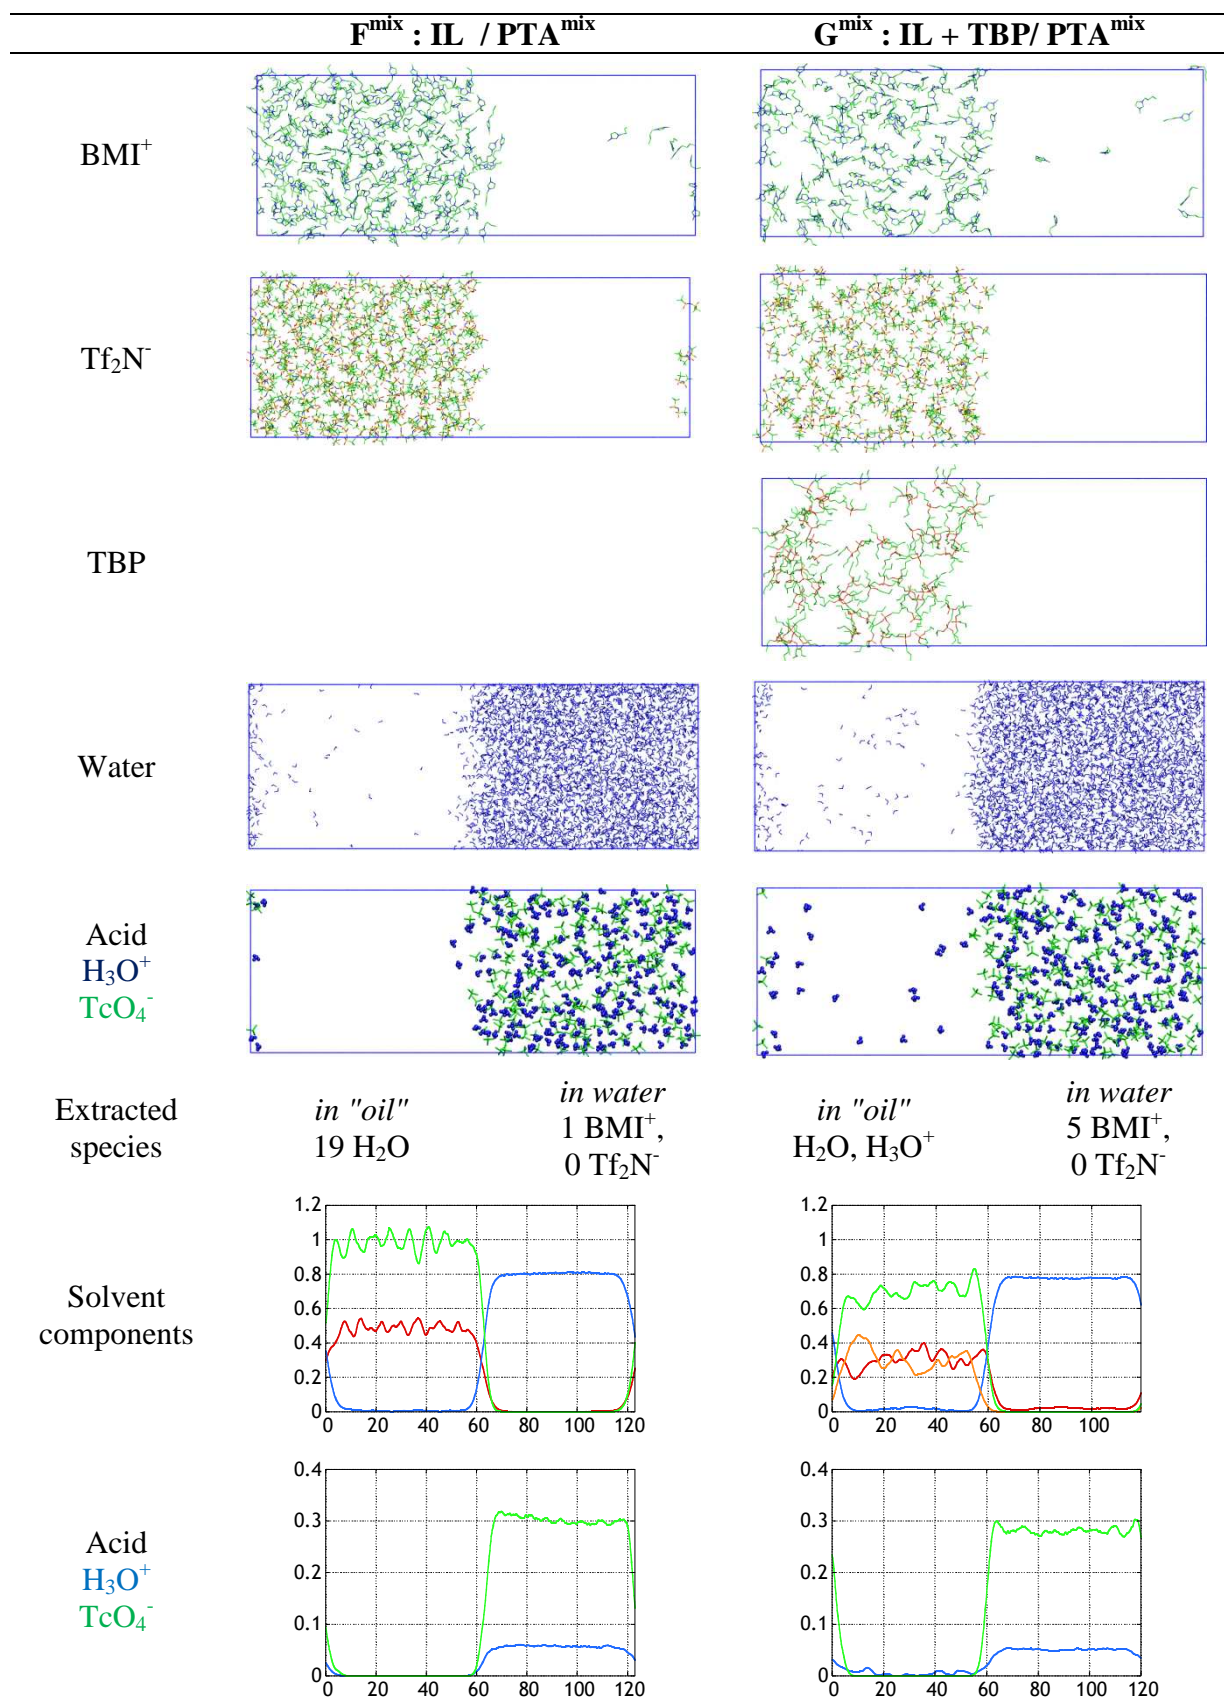 F^mix : IL / PTA^mix G^mix : IL + TBP/ PTA^mix
BMI⁺
Tf₂N⁻
TBP
Water
Acid
H₃O⁺
TcO₄⁻
Extracted species
in "oil"
19 H₂O
in water
1 BMI⁺,
0 Tf₂N⁻
in "oil"
H₂O, H₃O⁺
in water
5 BMI⁺,
0 Tf₂N⁻
Solvent
components
1.2
1
0.8
0.6
0.4
0.2
0
0 20 40 60 80 100 120
1.2
1
0.8
0.6
0.4
0.2
0
0 20 40 60 80 100
Acid
H₃O⁺
TcO₄⁻
0.4
0.3
0.2
0.1
0
0 20 40 60 80 100 120
0.4
0.3
0.2
0.1
0
0 20 40 60 80 100 120